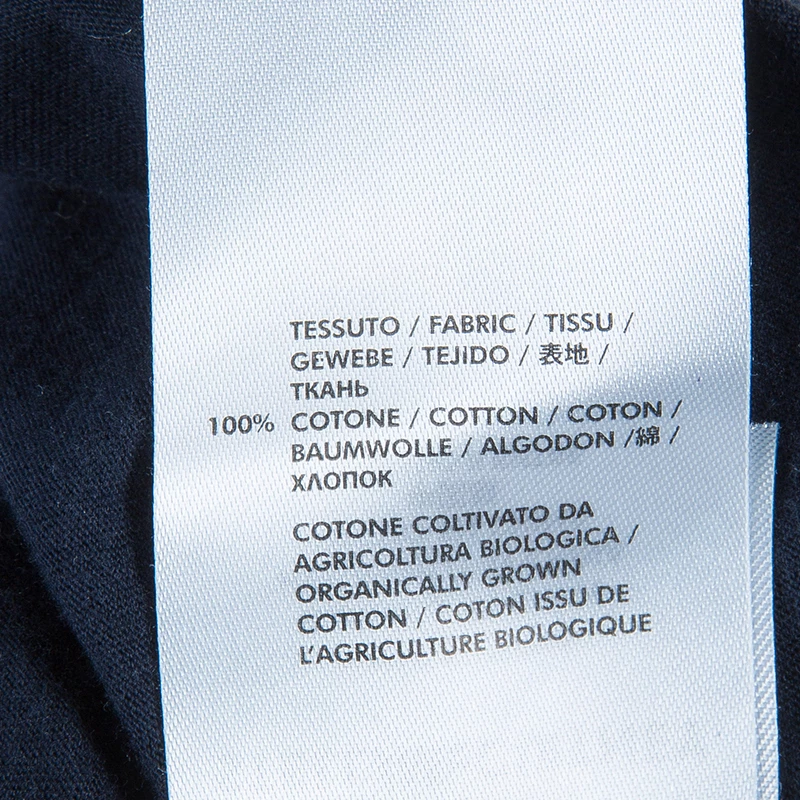 TESSUTO / FABRIC / TISSU /
GEWEBE / TEJIDO / 表地 /
ТКАНЬ
100% COTONE / COTTON / COTON /
BAUMWOLLE / ALGODON /綿 /
ХЛОПОК
COTONE COLTIVATO DA
AGRICOLTURA BIOLOGICA /
ORGANICALLY GROWN
COTTON / COTON ISSU DE
L'AGRICULTURE BIOLOGIQUE